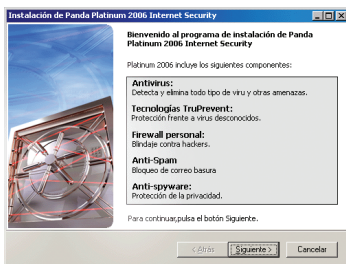 Instalación de Panda Platinum 2006 Internet Security
Bienvenido al programa de instalación de Panda
Platinum 2006 Internet Security
Platinum 2006 incluye los siguientes componentes:
Antivirus:
Detecta y elimina todo tipo de viru y otras amenazas.
Tecnologías TruPrevent:
Protección frente a virus desconocidos.
Firewall personal:
Blindaje contra hackers.
Anti-Spam
Bloqueo de correo basura
Anti-spyware:
Protección de la privacidad.
Para continuar,pulsa el botón Siguiente.
< Atrás Siguiente > Cancelar